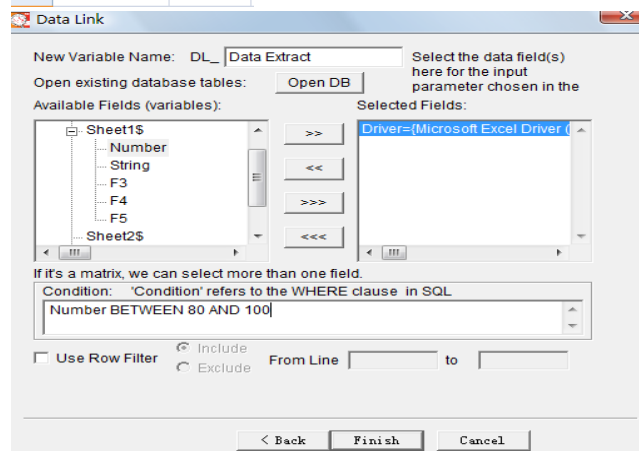 Data Link
New Variable Name: DL_ Data Extract
Select the data field(s)
here for the input
parameter chosen in the
Open existing database tables: Open DB
Available Fields (variables):
Selected Fields:
Sheet1$
Number
String
F3
F4
F5
Sheet2$
>>
<<
>>>
<<<
Driver={Microsoft Excel Driver (
If it's a matrix, we can select more than one field.
Condition: 'Condition' refers to the WHERE clause in SQL
Number BETWEEN 80 AND 100
Use Row Filter
Include
Exclude
From Line
to
< Back
Finish
Cancel